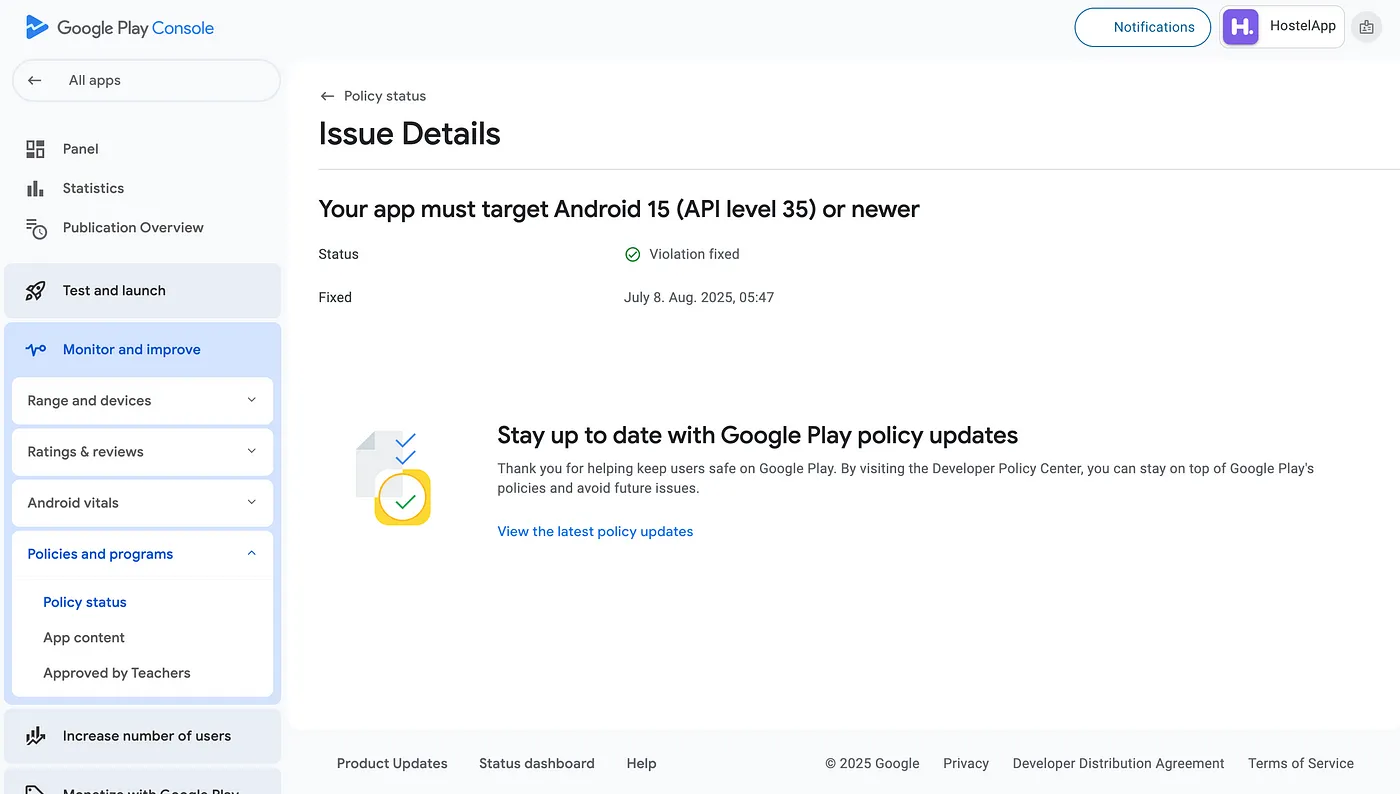 Google Play Console
Notifications
H.
HostelApp
All apps
Panel
Statistics
Publication Overview
Test and launch
Monitor and improve
Range and devices
Ratings & reviews
Android vitals
Policies and programs
Policy status
App content
Approved by Teachers
Increase number of users
Monetize with Google Play
Policy status
Issue Details
Your app must target Android 15 (API level 35) or newer
Status Violation fixed
Fixed July 8. Aug. 2025, 05:47
Stay up to date with Google Play policy updates
Thank you for helping keep users safe on Google Play. By visiting the Developer Policy Center, you can stay on top of Google Play's
policies and avoid future issues.
View the latest policy updates
Product Updates Status dashboard Help © 2025 Google Privacy Developer Distribution Agreement Terms of Service